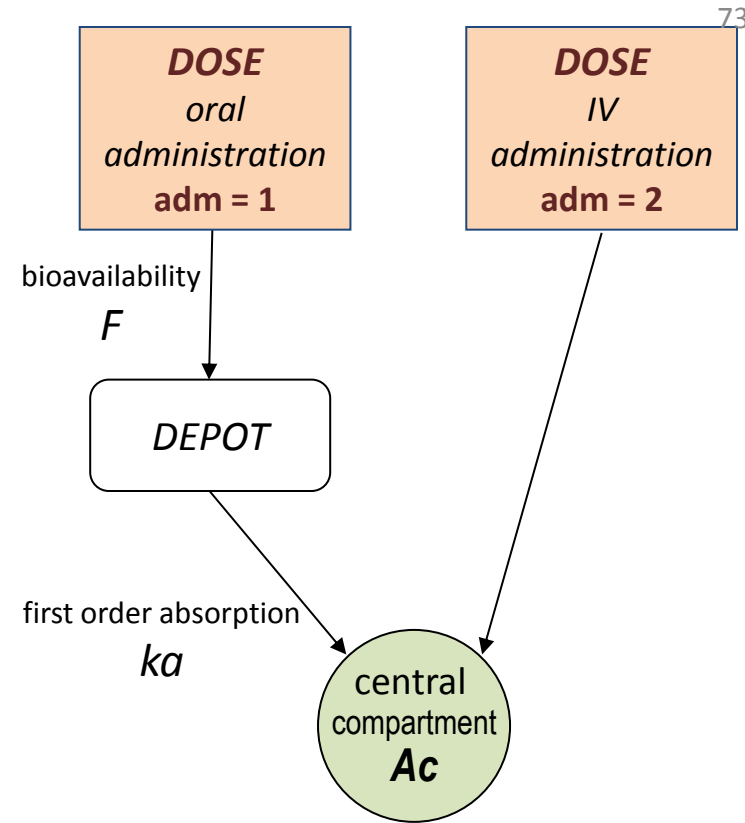 73
DOSE
oral
administration
adm = 1
DOSE
IV
administration
adm = 2
bioavailability
F
DEPOT
first order absorption
ka
central
compartment
Ac